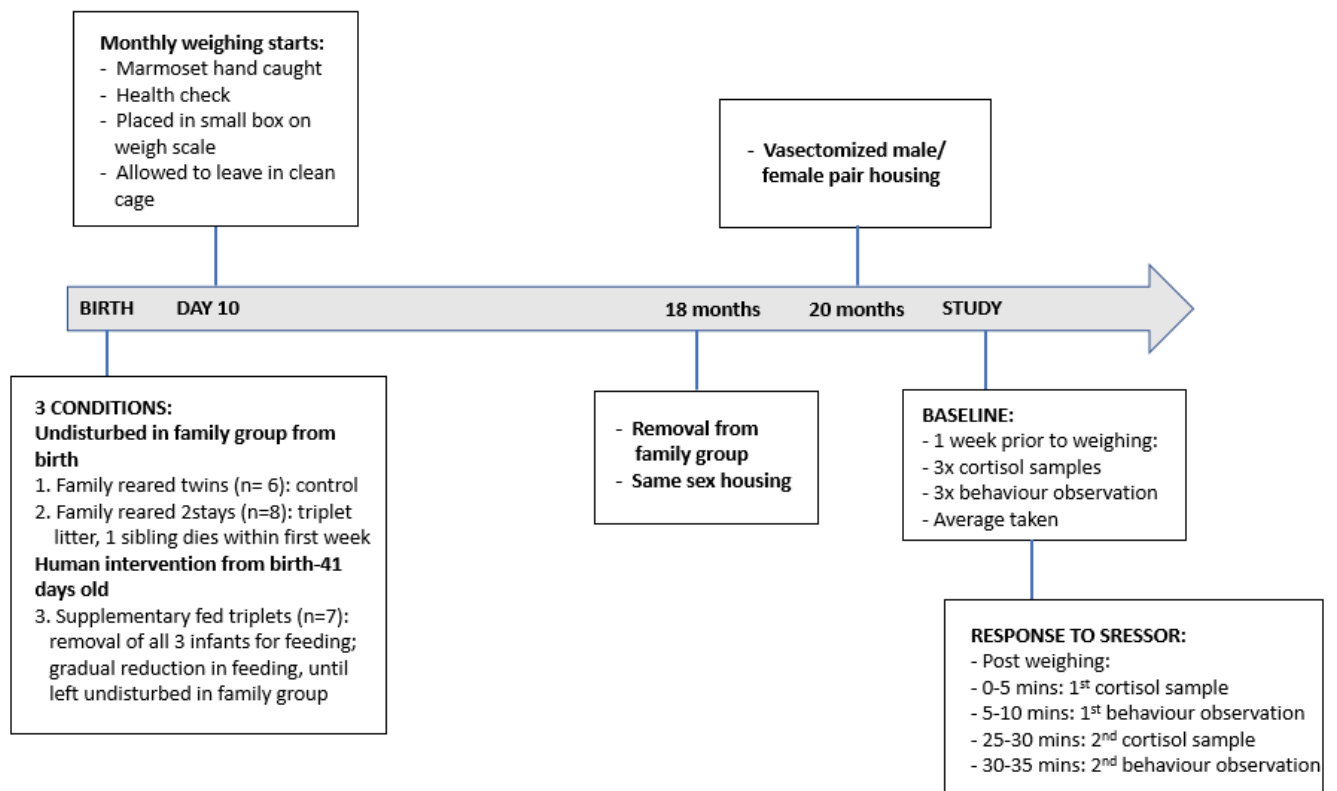 Monthly weighing starts:
- Marmoset hand caught
- Health check
- Placed in small box on
weigh scale
- Allowed to leave in clean
cage
- Vasectomized male/
female pair housing
BIRTH DAY 10 18 months 20 months STUDY
3 CONDITIONS:
Undisturbed in family group from
birth
1. Family reared twins (n= 6): control
2. Family reared 2stays (n=8): triplet
litter, 1 sibling dies within first week
Human intervention from birth-41
days old
3. Supplementary fed triplets (n=7):
removal of all 3 infants for feeding;
gradual reduction in feeding, until
left undisturbed in family group
- Removal from
family group
- Same sex housing
BASELINE:
- 1 week prior to weighing:
- 3x cortisol samples
- 3x behaviour observation
- Average taken
RESPONSE TO SRESSOR:
- Post weighing:
- 0-5 mins: 1st cortisol sample
- 5-10 mins: 1st behaviour observation
- 25-30 mins: 2nd cortisol sample
- 30-35 mins: 2nd behaviour observation